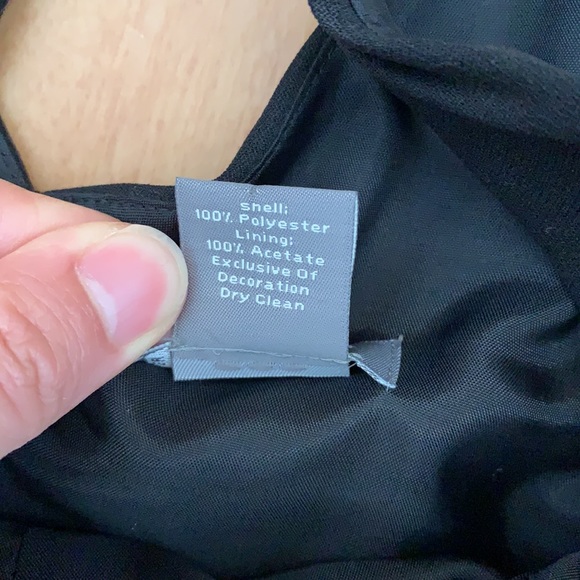 shell:
100% Polyester
Lining:
100% Acetate
Exclusive Of
Decoration
Dry Clean